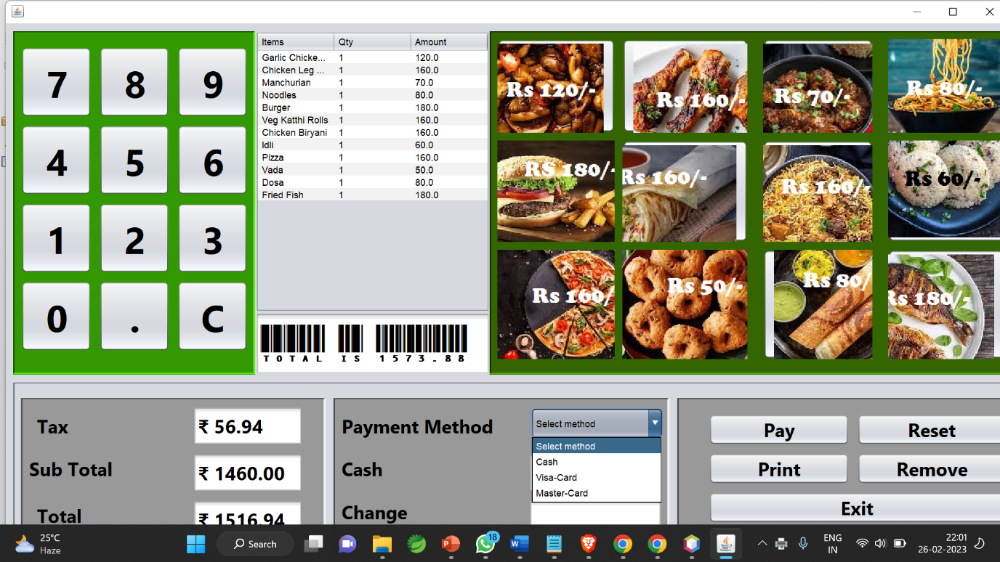 7 8 9
4 5 6
1 2 3
0 . C
Items Qty Amount
Garlic Chicke... 1 120.0
Chicken Leg ... 1 160.0
Manchurian 1 70.0
Noodles 1 80.0
Burger 1 180.0
Veg Katthi Rolls 1 160.0
Chicken Biryani 1 160.0
Idli 1 60.0
Pizza 1 160.0
Vada 1 50.0
Dosa 1 80.0
Fried Fish 1 180.0
TOTAL IS 1573.88
Rs 120/- Rs 160/- Rs 70/- Rs 80/-
RS 180/- Rs 160/- Rs 160/- Rs 60/-
Rs 160/ Rs 50/- Rs 80/ Rs 180/-
Tax ₹ 56.94
Sub Total ₹ 1460.00
Total ₹ 1516.94
Payment Method Select method
Select method
Cash
Visa-Card
Master-Card
Cash
Change
Pay Reset
Print Remove
Exit
25°C
Haze
Search
18
ENG
IN
22:01
26-02-2023